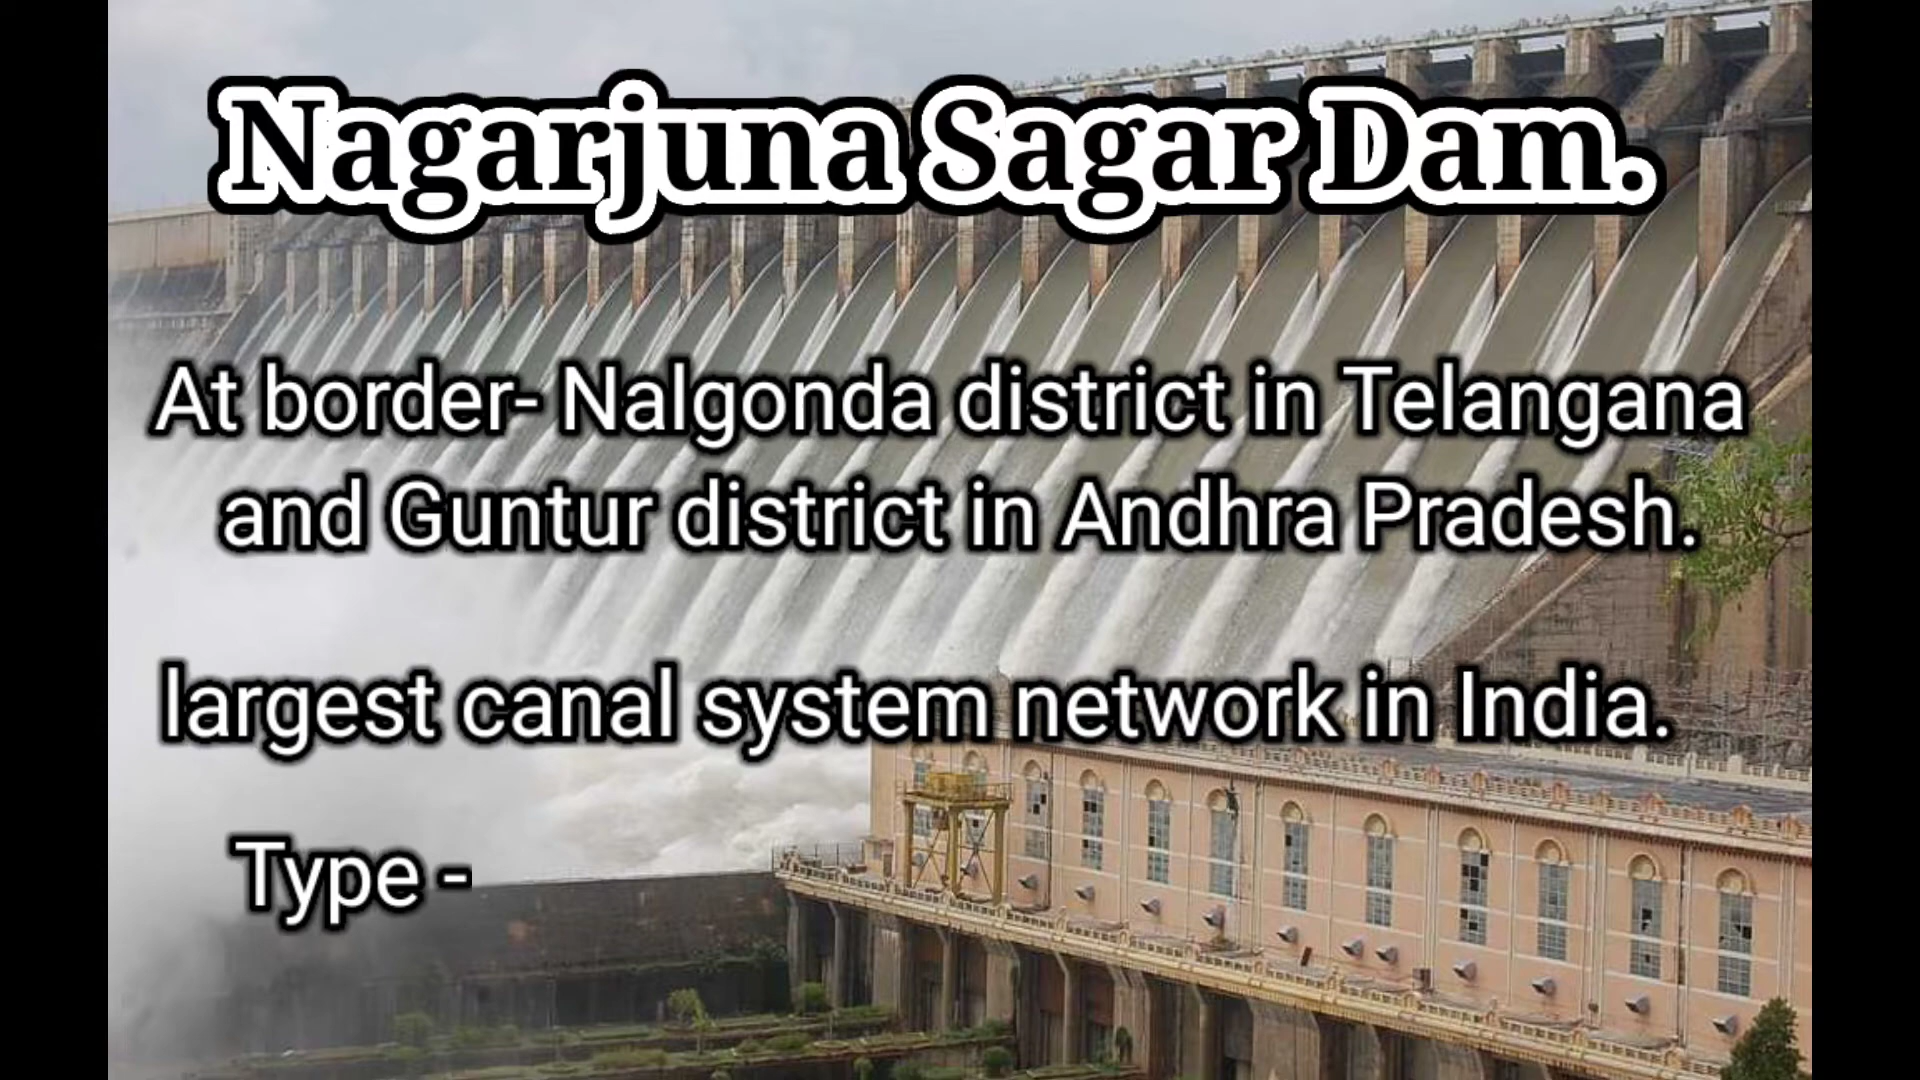 Nagarjuna Sagar Dam.
At border- Nalgonda district in Telangana
and Guntur district in Andhra Pradesh.
largest canal system network in India.
Type -